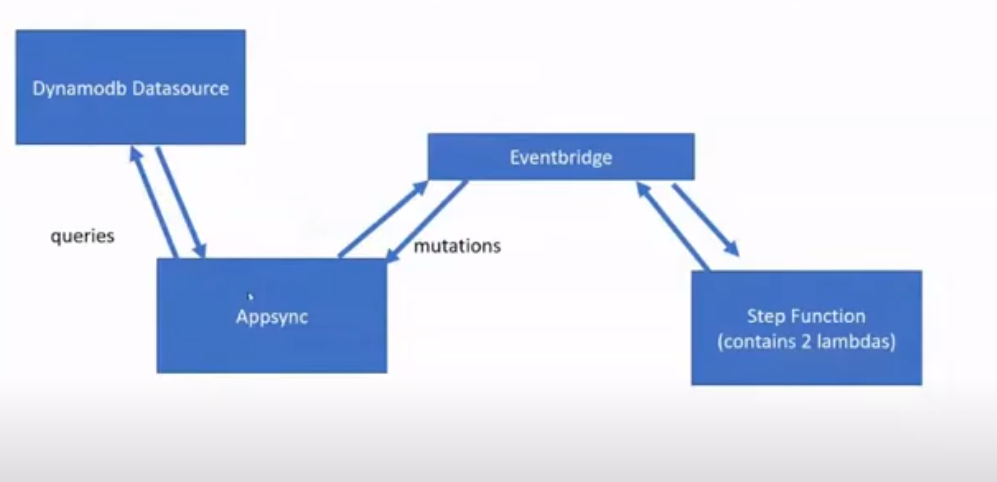 Dynamodb Datasource
Eventbridge
queries
mutations
Appsync
Step Function
(contains 2 lambdas)